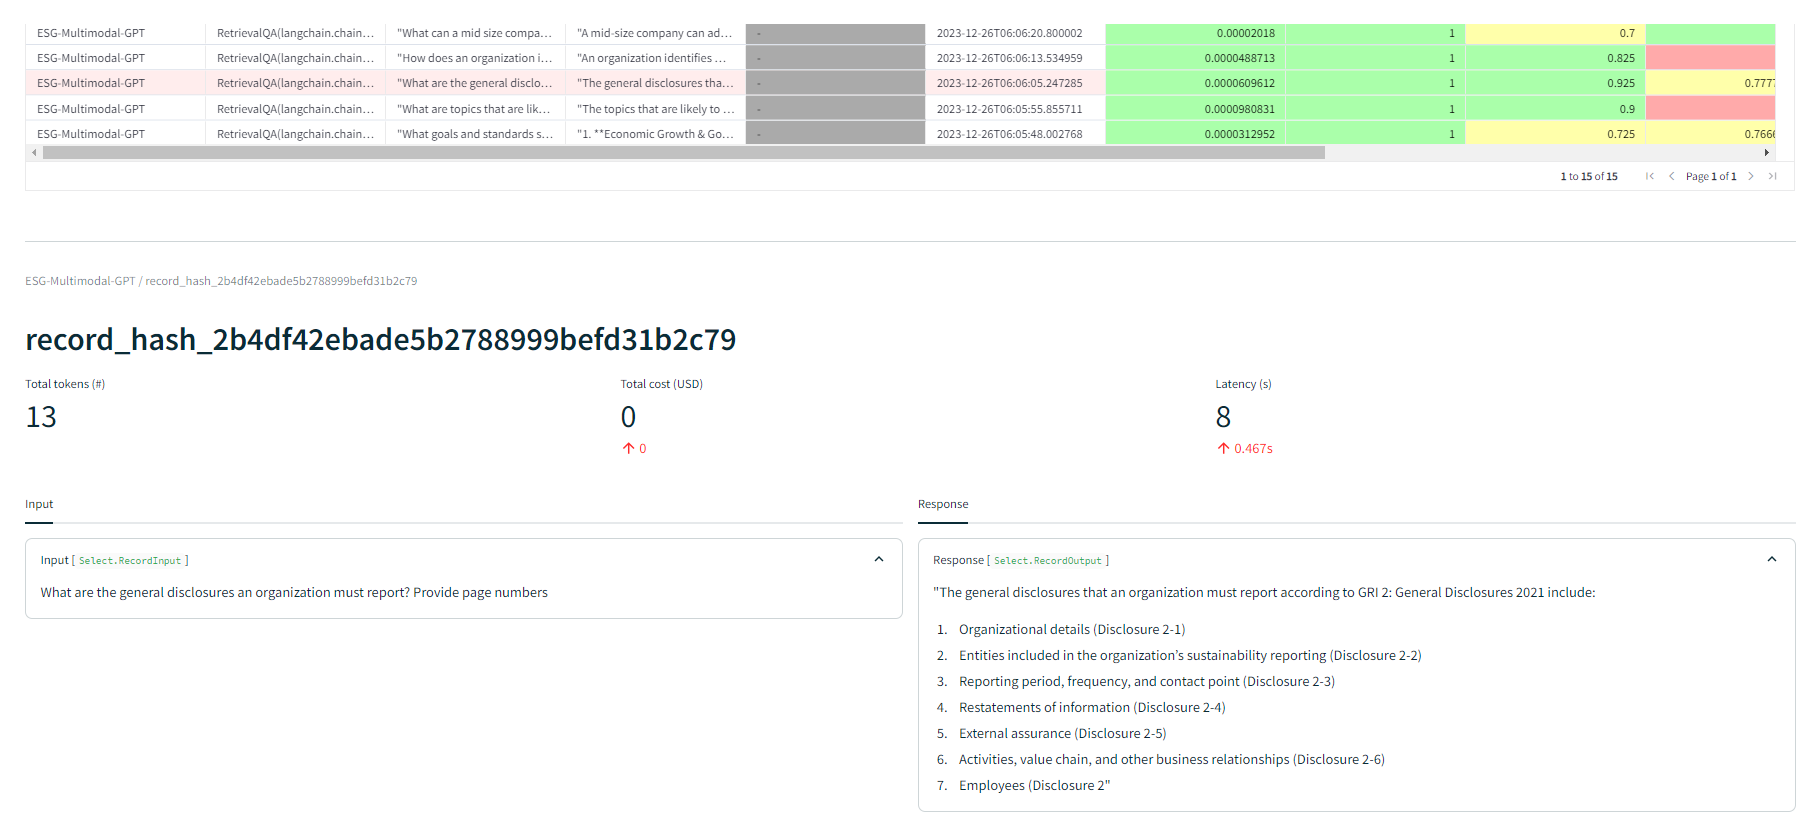 ESG-Multimodal-GPT RetrievalQA(langchain.chain... "What can a mid size compa... "A mid-size company can ad... - 2023-12-26T06:06:20.800002 0.00002018 1 0.7
ESG-Multimodal-GPT RetrievalQA(langchain.chain... "How does an organization i... "An organization identifies ... - 2023-12-26T06:06:13.534959 0.0000488713 1 0.825
ESG-Multimodal-GPT RetrievalQA(langchain.chain... "What are the general disclo... "The general disclosures tha... - 2023-12-26T06:06:05.247285 0.0000609612 1 0.925 0.7777
ESG-Multimodal-GPT RetrievalQA(langchain.chain... "What are topics that are lik... "The topics that are likely to ... - 2023-12-26T06:05:55.855711 0.0000980831 1 0.9
ESG-Multimodal-GPT RetrievalQA(langchain.chain... "What goals and standards s... "1. **Economic Growth & Go... - 2023-12-26T06:05:48.002768 0.0000312952 1 0.725 0.7666
1 to 15 of 15 Page 1 of 1
ESG-Multimodal-GPT / record_hash_2b4df42ebade5b2788999befd31b2c79
record_hash_2b4df42ebade5b2788999befd31b2c79
Total tokens (#) Total cost (USD) Latency (s)
13 0 8
↑ 0 ↑ 0.467s
Input Response
Input [ Select.RecordInput ]
What are the general disclosures an organization must report? Provide page numbers
Response [ Select.RecordOutput ]
"The general disclosures that an organization must report according to GRI 2: General Disclosures 2021 include:
1. Organizational details (Disclosure 2-1)
2. Entities included in the organization's sustainability reporting (Disclosure 2-2)
3. Reporting period, frequency, and contact point (Disclosure 2-3)
4. Restatements of information (Disclosure 2-4)
5. External assurance (Disclosure 2-5)
6. Activities, value chain, and other business relationships (Disclosure 2-6)
7. Employees (Disclosure 2"